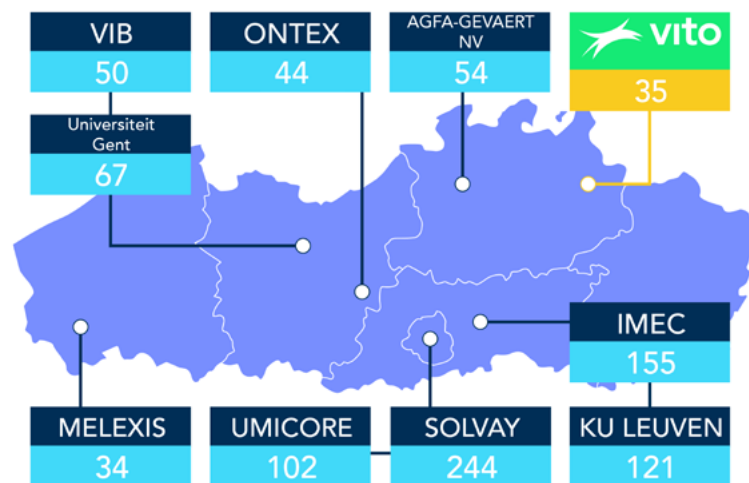 VIB
50
ONTEX
44
AGFA-GEVAERT
NV
54
vito
35
Universiteit
Gent
67
IMEC
155
MELEXIS
34
UMICORE
102
SOLVAY
244
KU LEUVEN
121